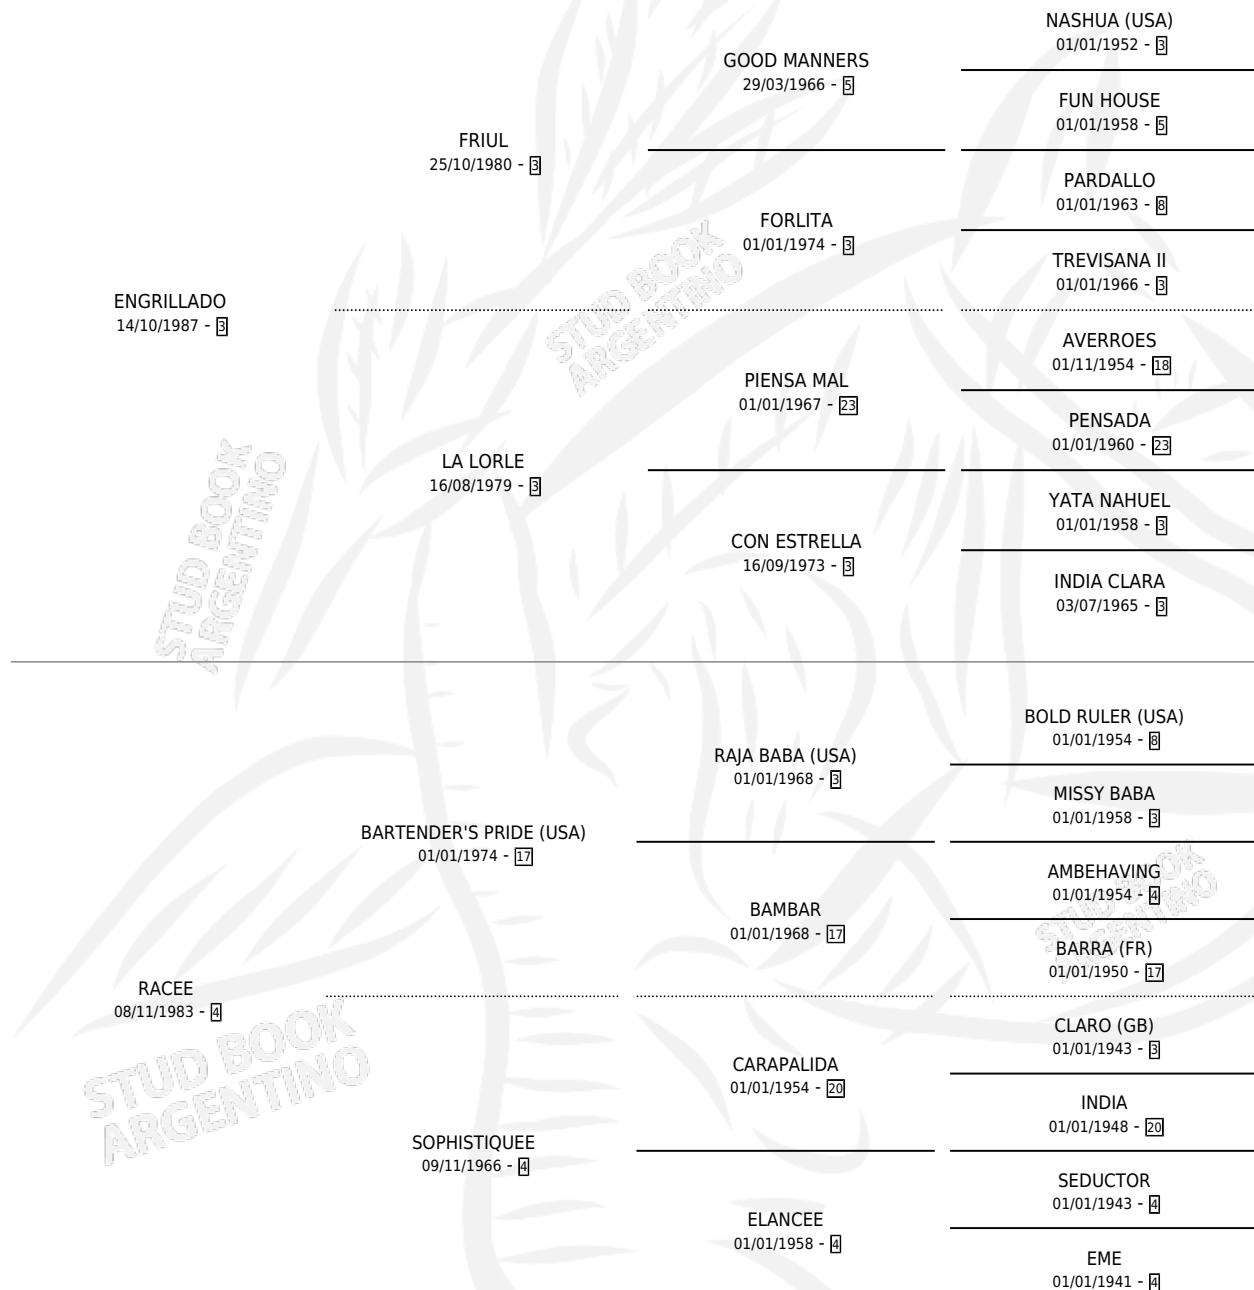 NASHUA (USA)
01/01/1952 - 3
GOOD MANNERS
29/03/1966 - 5
FUN HOUSE
01/01/1958 - 5
FRIUL
25/10/1980 - 3
PARDALLO
01/01/1963 - 8
FORLITA
01/01/1974 - 3
TREVISANA II
01/01/1966 - 3
ENGRILLADO
14/10/1987 - 3
AVERROES
01/11/1954 - 18
PIENSA MAL
01/01/1967 - 23
PENSADA
01/01/1960 - 23
LA LORLE
16/08/1979 - 3
YATA NAHUEL
01/01/1958 - 3
CON ESTRELLA
16/09/1973 - 3
INDIA CLARA
03/07/1965 - 3
BOLD RULER (USA)
01/01/1954 - 8
RAJA BABA (USA)
01/01/1968 - 3
MISSY BABA
01/01/1958 - 3
BARTENDER'S PRIDE (USA)
01/01/1974 - 17
AMBEHAVING
01/01/1954 - 4
BAMBAR
01/01/1968 - 17
BARRA (FR)
01/01/1950 - 17
RACEE
08/11/1983 - 4
CLARO (GB)
01/01/1943 - 3
CARAPALIDA
01/01/1954 - 20
INDIA
01/01/1948 - 20
SOPHISTIQUEE
09/11/1966 - 4
SEDUCTOR
01/01/1943 - 4
ELANCEE
01/01/1958 - 4
EME
01/01/1941 - 4
STUD BOOK
ARGENTINO
STUD BOOK
ARGENTINO
STUD BOOK
ARGENTINO
STUD BOOK
ARGENTINO